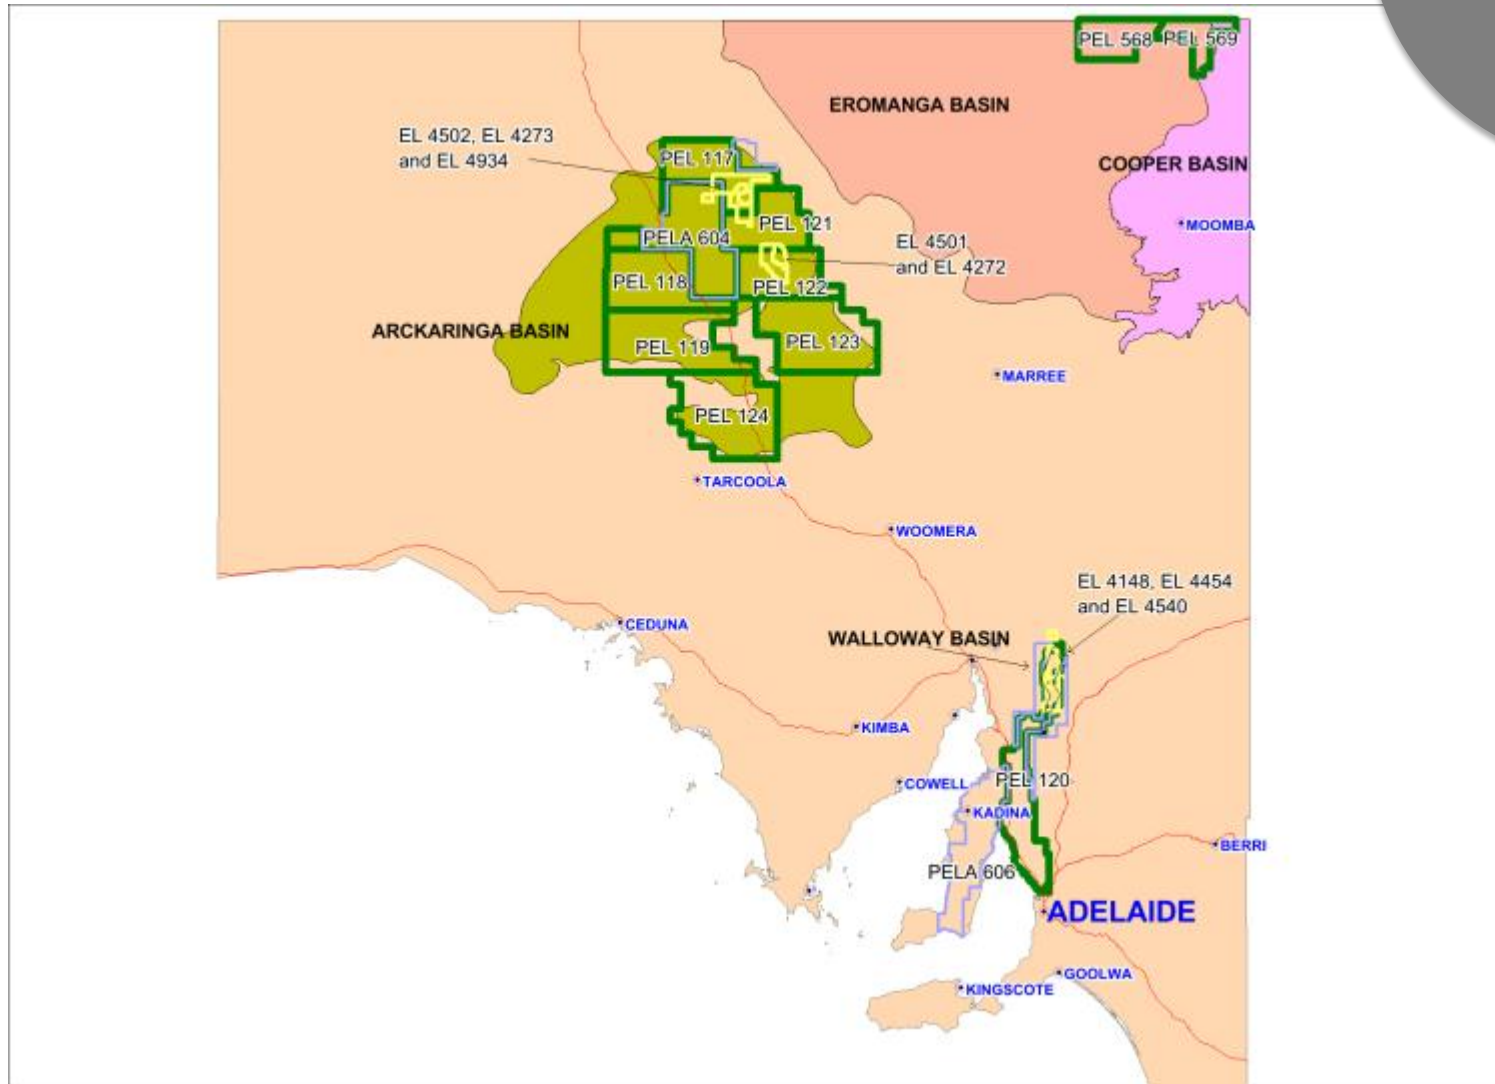 PEL 568
PEL 569
EROMANGA BASIN
EL 4502, EL 4273
and EL 4934
PEL 117
COOPER BASIN
MOOMBA
PEL 121
PELA 604
EL 4501
and EL 4272
PEL 118
PEL 122
ARCKARINGA BASIN
PEL 119
PEL 123
MARREE
PEL 124
TARCOOLA
WOOMERA
EL 4148, EL 4454
and EL 4540
CEDUNA
WALLOWAY BASIN
KIMBA
PEL 120
COWELL
KADINA
BERRI
PELA 606
ADELAIDE
GOOLWA
KINGSCOTE